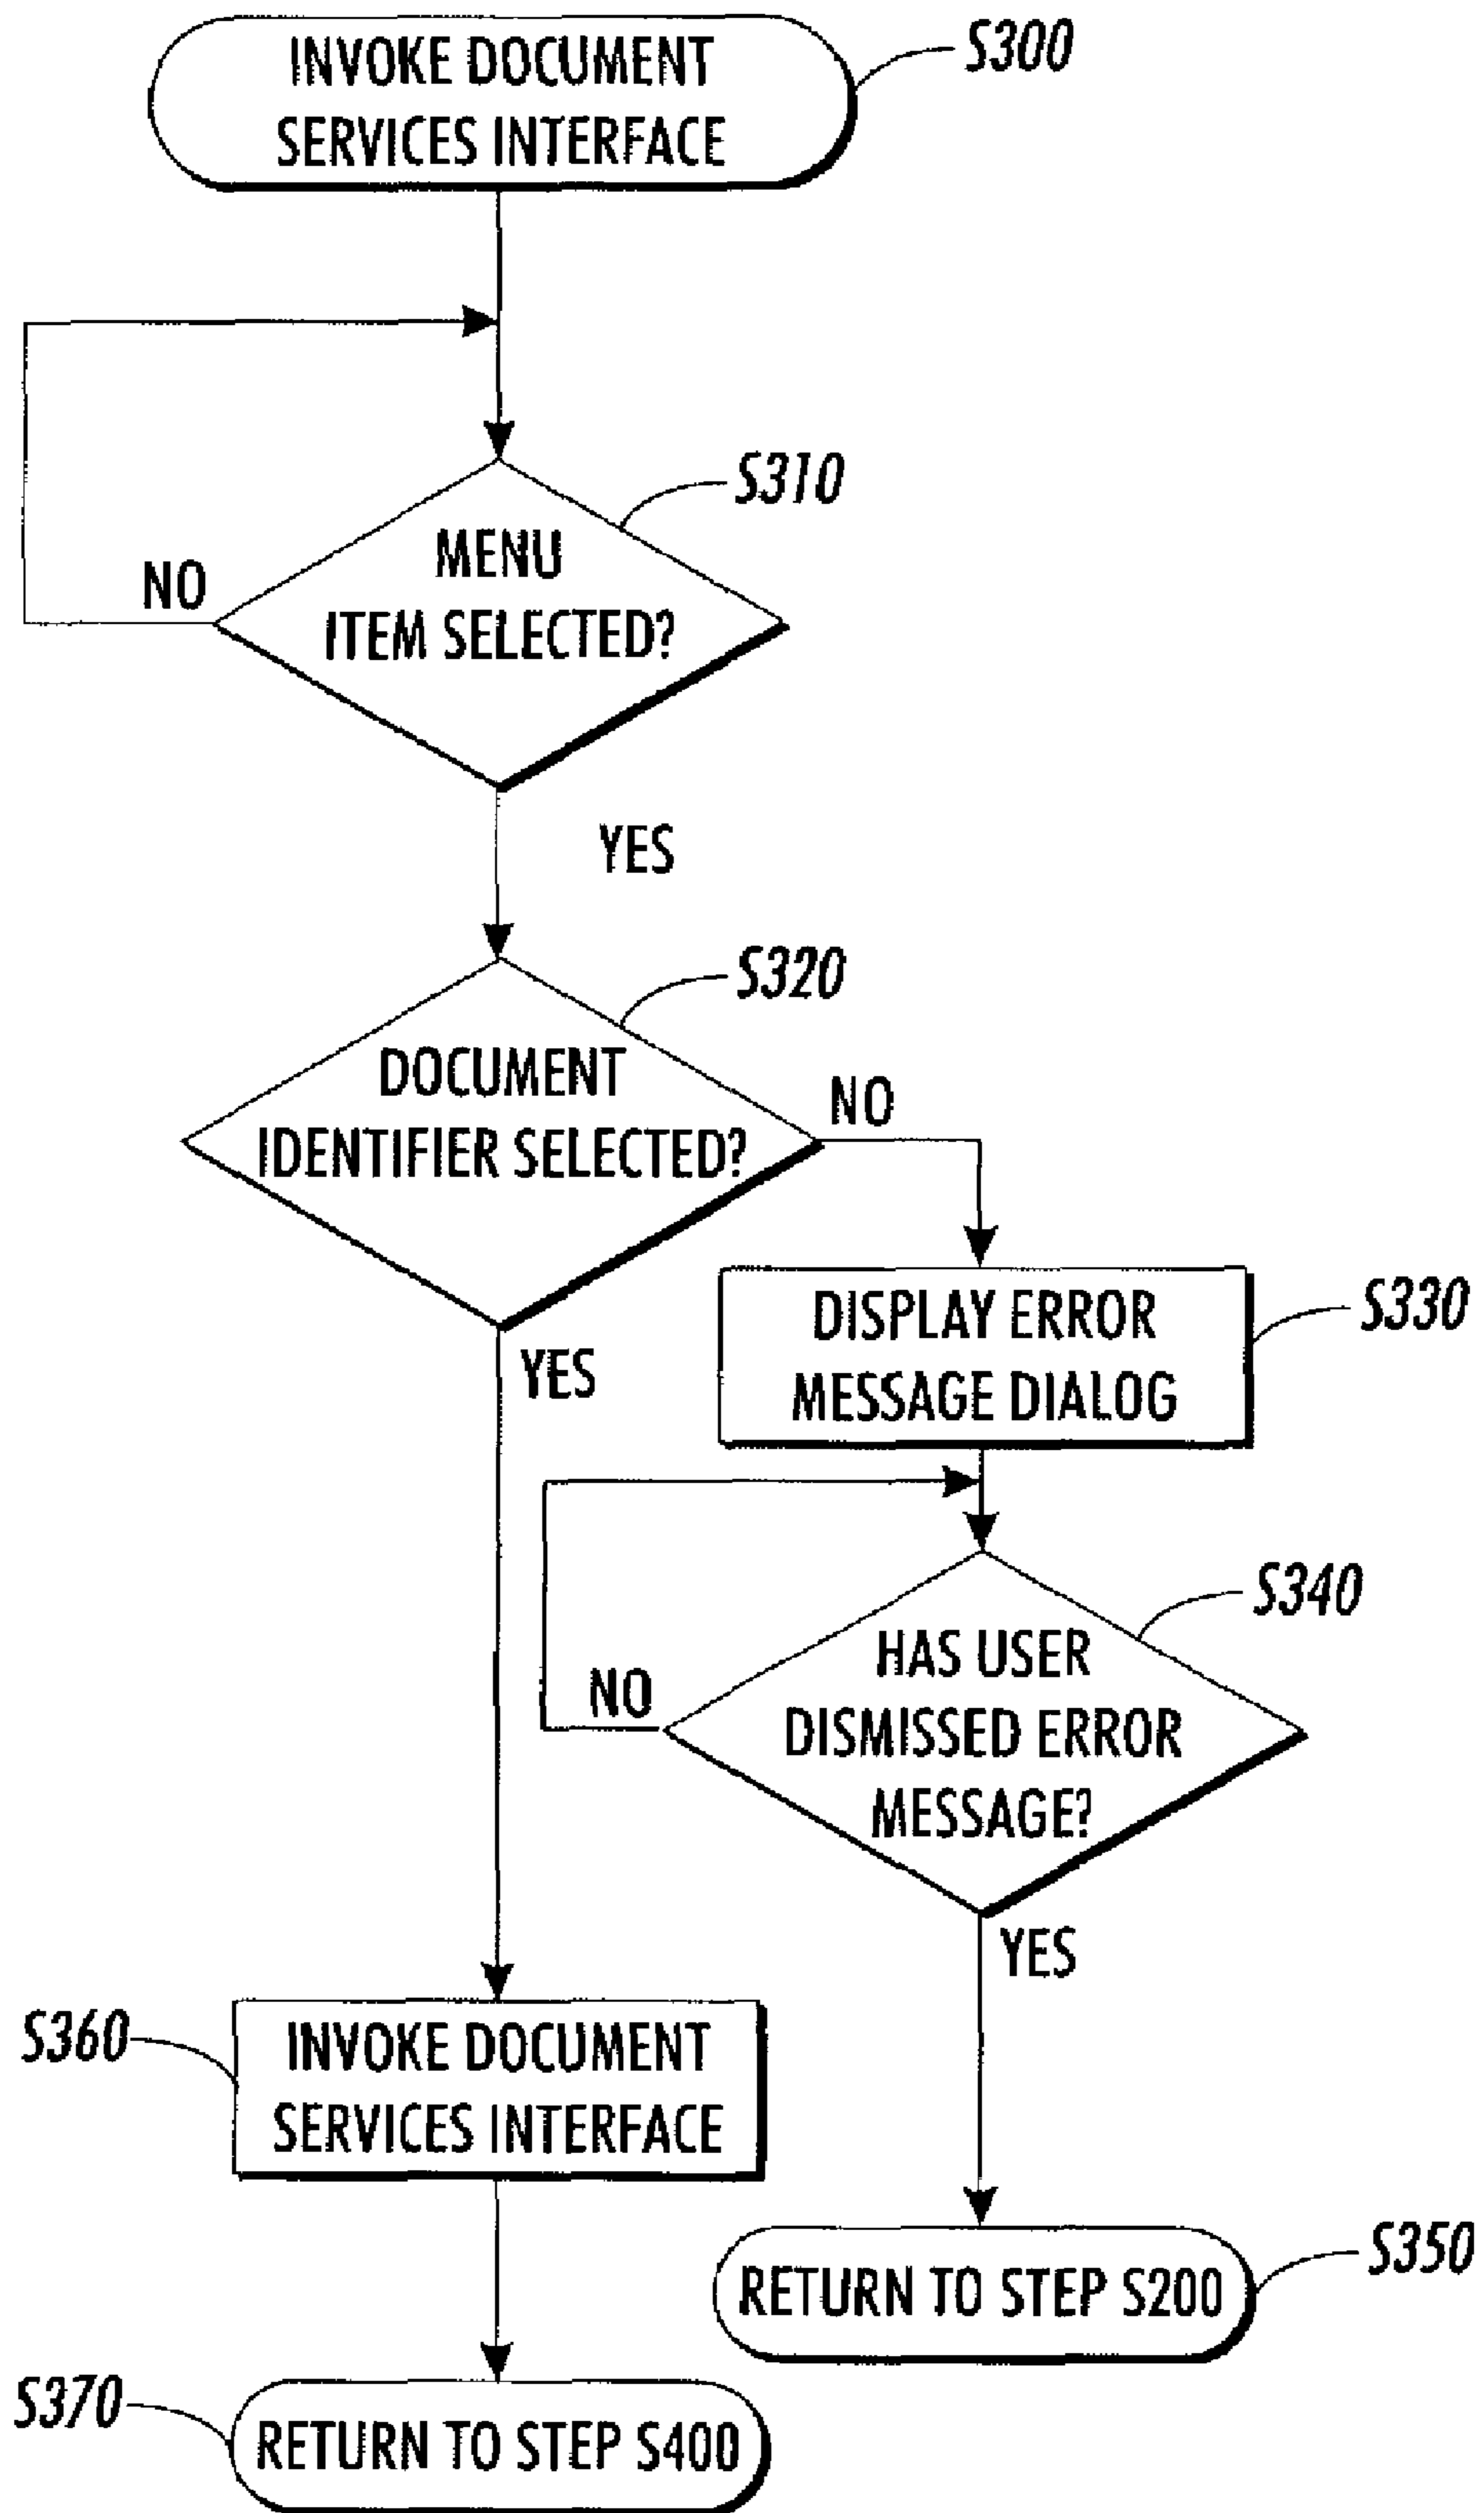 INVOKE DOCUMENT
SERVICES INTERFACE
S300
S310
MENU
ITEM SELECTED?
NO
YES
S320
DOCUMENT
IDENTIFIER SELECTED?
NO
YES
DISPLAY ERROR
MESSAGE DIALOG
S330
S340
HAS USER
DISMISSED ERROR
MESSAGE?
NO
YES
S360
INVOKE DOCUMENT
SERVICES INTERFACE
RETURN TO STEP S200
S350
S370
RETURN TO STEP S400